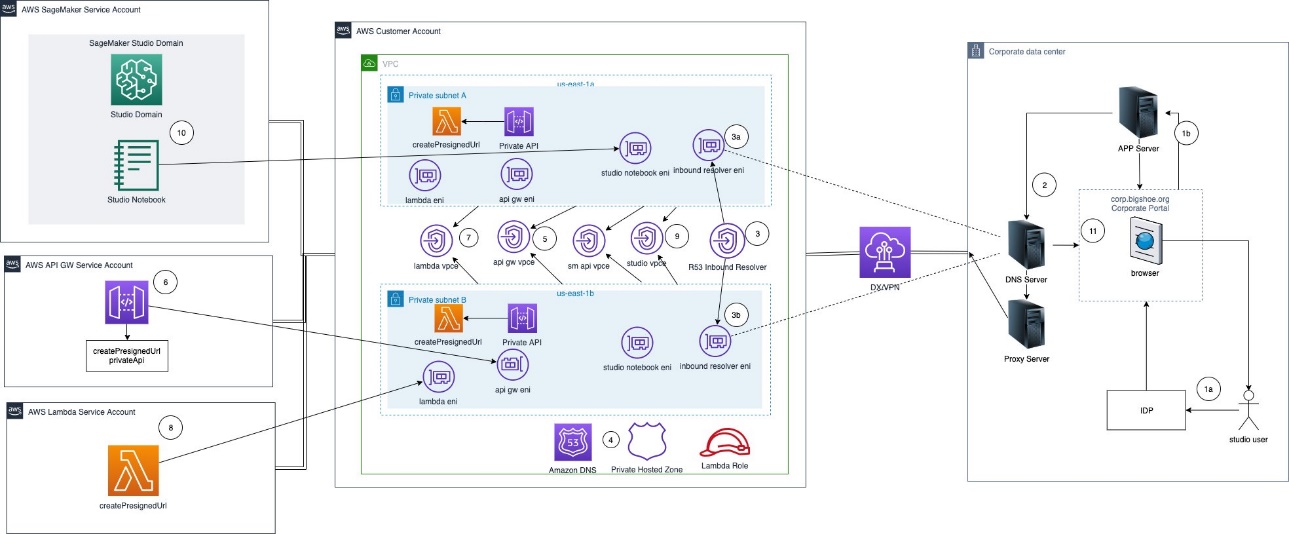 aws
AWS SageMaker Service Account
SageMaker Studio Domain
Studio Domain
10
Studio Notebook
aws
AWS API GW Service Account
6
createPresignedUrl
privateApi
aws
AWS Lambda Service Account
8
createPresignedUrl
aws
AWS Customer Account
VPC
us-east-1a
Private subnet A
createPresignedUrl
Private API
3a
studio notebook eni
inbound resolver eni
lambda eni
api gw eni
7
5
9
3
lambda vpce
api gw vpce
sm api vpce
studio vpce
R53 Inbound Resolver
us-east-1b
Private subnet B
createPresignedUrl
Private API
3b
studio notebook eni
inbound resolver eni
lambda eni
api gw eni
53
4
Amazon DNS
Private Hosted Zone
Lambda Role
DX/VPN
Corporate data center
APP Server
1b
2
corp.bigshoe.org
Corporate Portal
11
browser
DNS Server
Proxy Server
1a
IDP
studio user